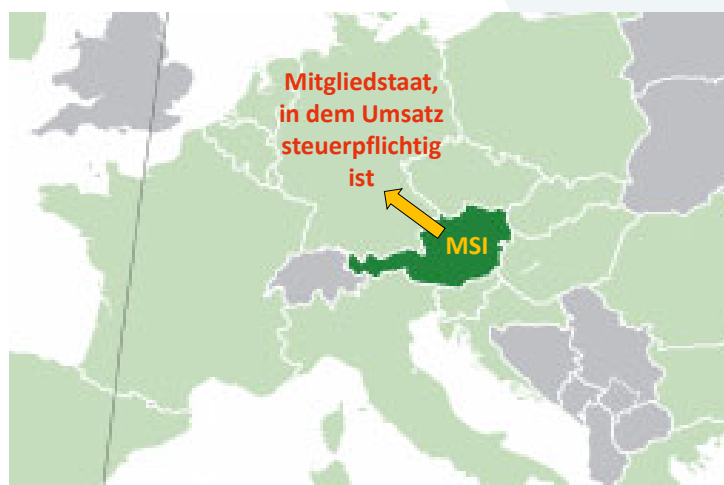 Mitgliedstaat,
in dem Umsatz
steuerpflichtig
ist
MSI